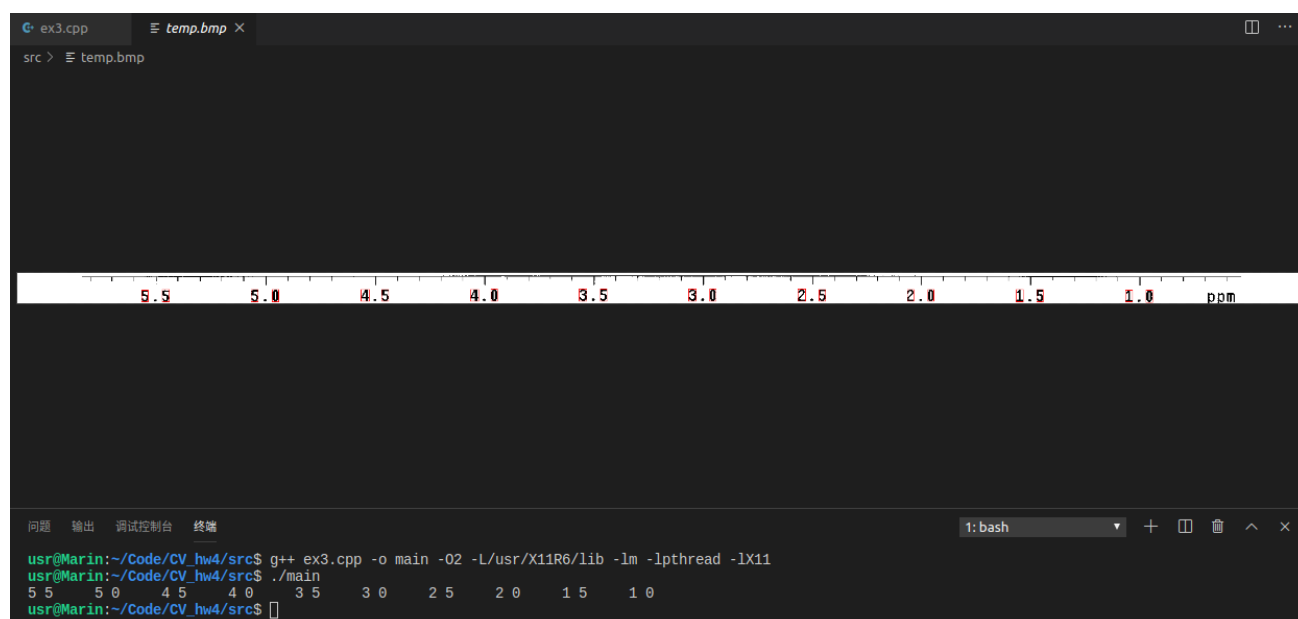 ex3.cpp temp.bmp
src > temp.bmp
5.5 5.0 4.5 4.0 3.5 3.0 2.5 2.0 1.5 1.0 ppm
问题 输出 调试控制台 终端 1: bash
usr@Marin:~/Code/CV_hw4/src$ g++ ex3.cpp -o main -O2 -L/usr/X11R6/lib -lm -lpthread -lX11
usr@Marin:~/Code/CV_hw4/src$ ./main
5 5 5 0 4 5 4 0 3 5 3 0 2 5 2 0 1 5 1 0
usr@Marin:~/Code/CV_hw4/src$